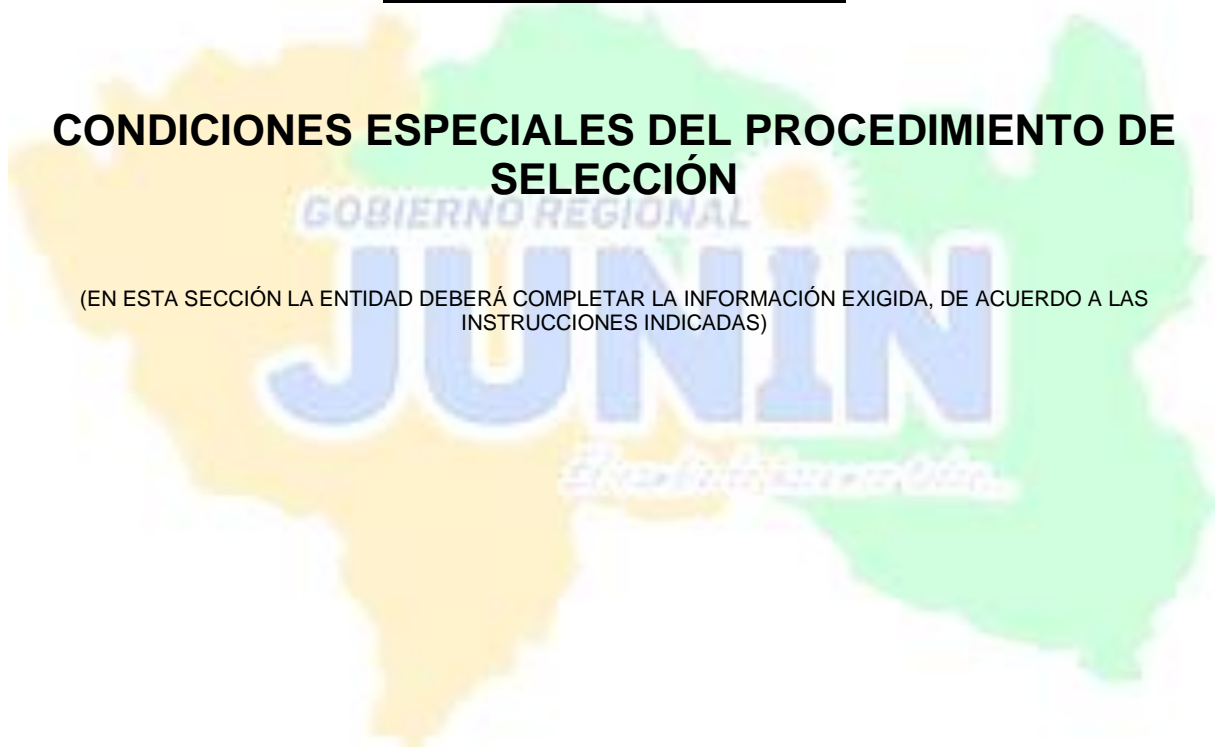 CONDICIONES ESPECIALES DEL PROCEDIMIENTO DE
SELECCIÓN
GOBIERNO REGIONAL
(EN ESTA SECCIÓN LA ENTIDAD DEBERÁ COMPLETAR LA INFORMACIÓN EXIGIDA, DE ACUERDO A LAS
INSTRUCCIONES INDICADAS)
JUNÍN